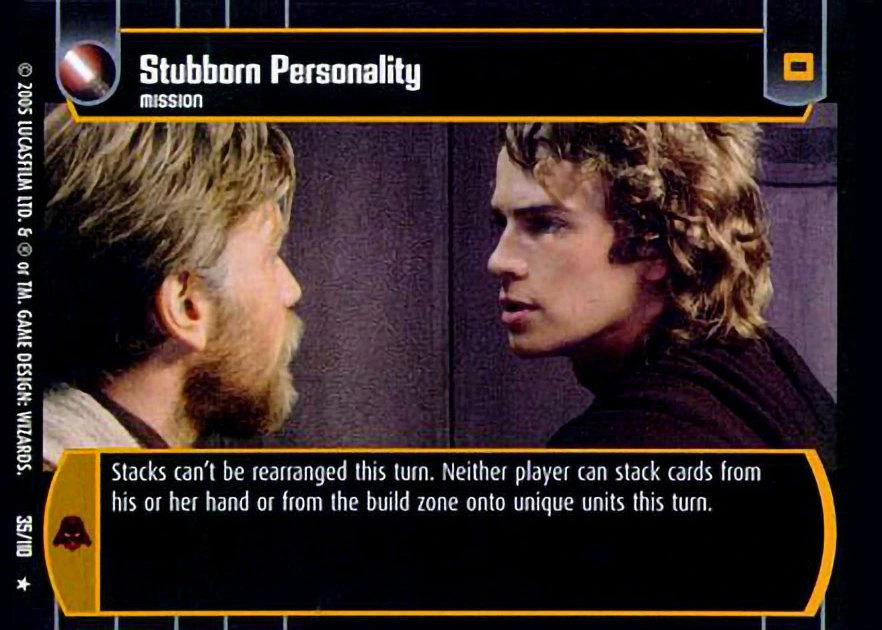 Stubborn Personality
MISSION
0
Stacks can't be rearranged this turn. Neither player can stack cards from
his or her hand or from the build zone onto unique units this turn.
© 2005 LUCASFILM LTD. & ® or TM. GAME DESIGN: WIZARDS. 35/110 ★